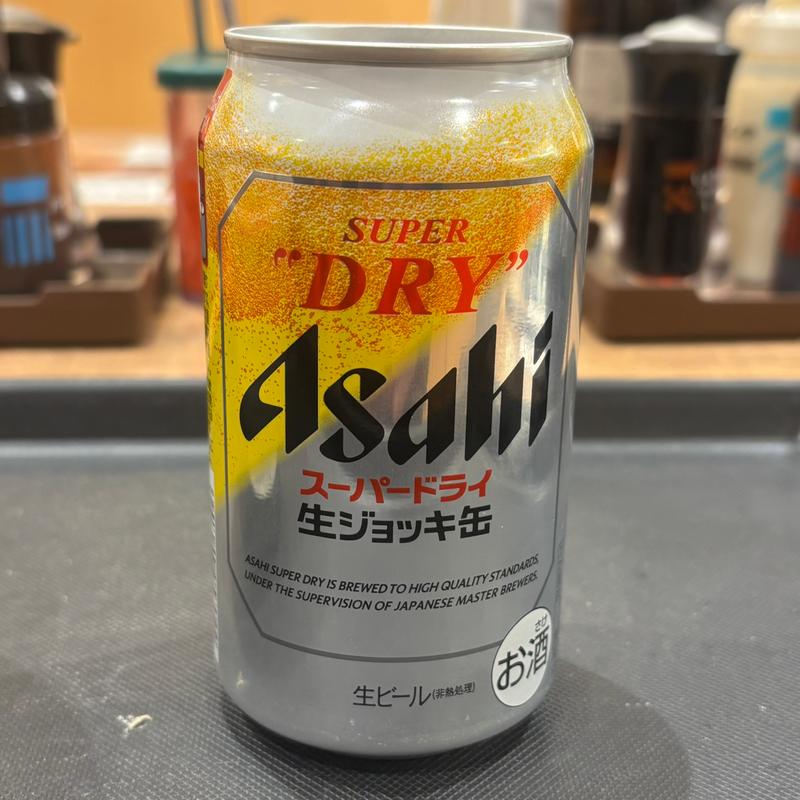 SUPER
"DRY"
Asahi
スーパードライ
生ジョッキ缶
ASAHI SUPER DRY IS BREWED TO HIGH QUALITY STANDARDS,
UNDER THE SUPERVISION OF JAPANESE MASTER BREWERS.
さけ
お酒
生ビール(非熱処理)